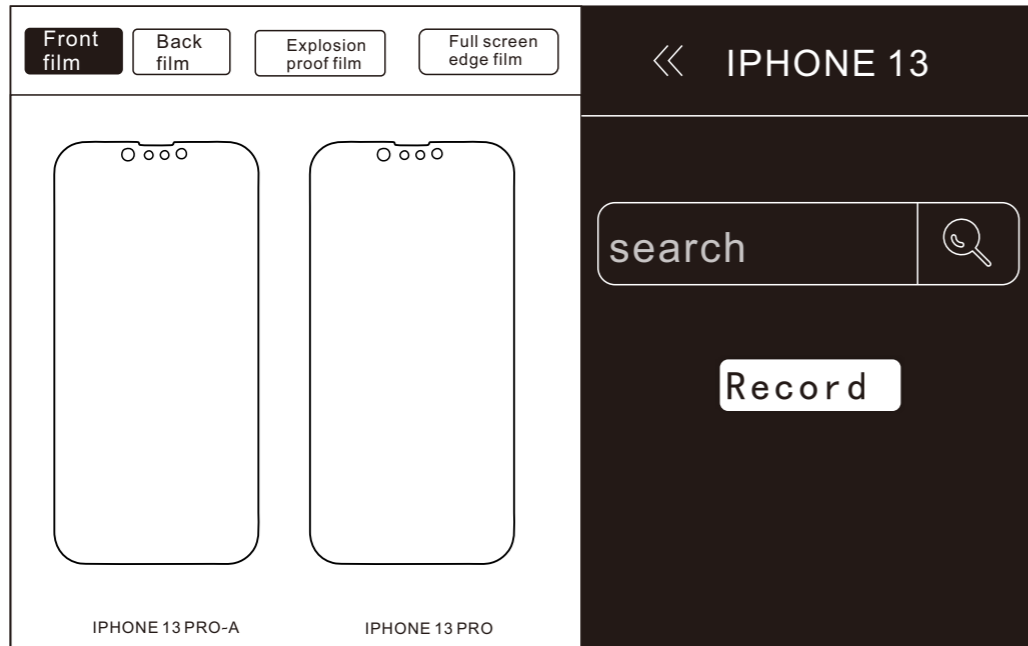 Front
film
Back
film
Explosion
proof film
Full screen
edge film
IPHONE 13
search
Record
IPHONE 13 PRO-A
IPHONE 13 PRO